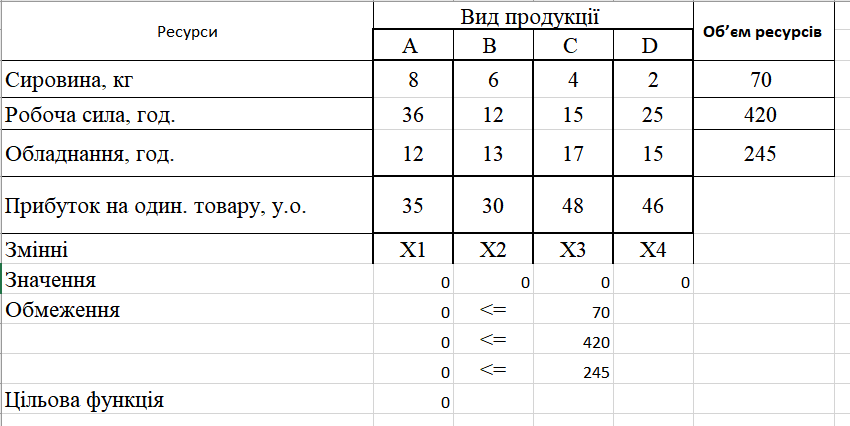 Ресурси Вид продукції Об’єм ресурсів
A B C D
Сировина, кг 8 6 4 2 70
Робоча сила, год. 36 12 15 25 420
Обладнання, год. 12 13 17 15 245
Прибуток на один. товару, у.о. 35 30 48 46
Змінні X1 X2 X3 X4
Значення 0 0 0 0
Обмеження 0 <= 70
0 <= 420
0 <= 245
Цільова функція 0